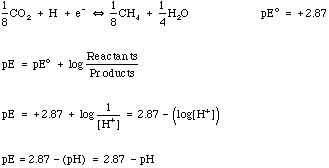 1/8 CO₂ + H + e⁻ ⇔ 1/8 CH₄ + 1/4 H₂O pE° = +2.87
pE = pE° + log Reactants/Products
pE = +2.87 + log 1/[H⁺] = 2.87 − (log[H⁺])
pE = 2.87 − (pH) = 2.87 − pH